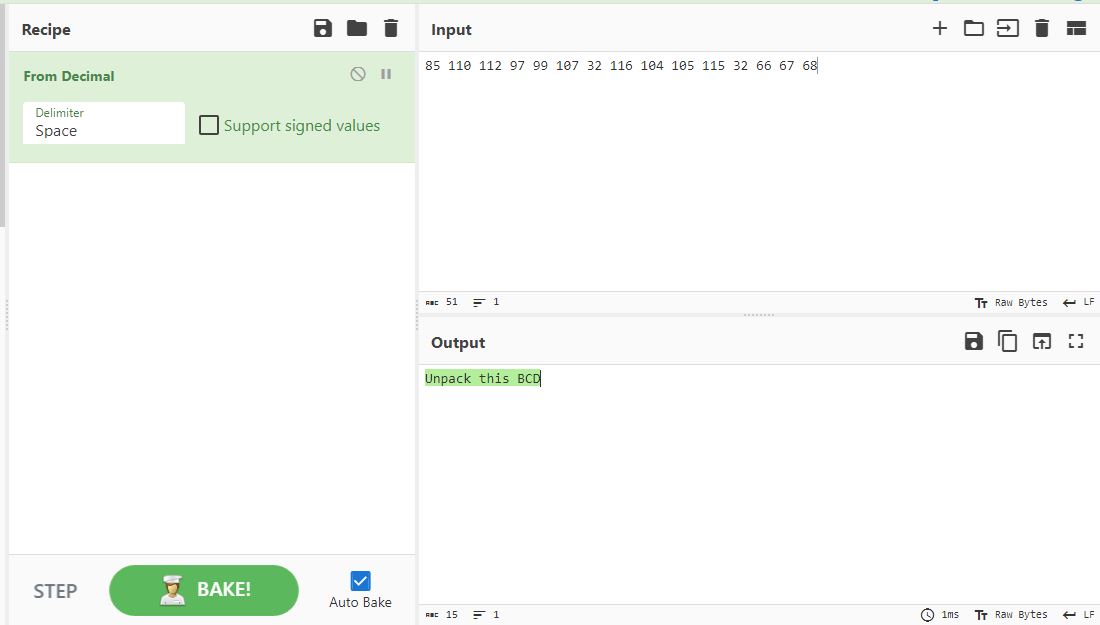 Recipe
From Decimal
Delimiter
Space
Support signed values
STEP
BAKE!
Auto Bake
Input
85 110 112 97 99 107 32 116 104 105 115 32 66 67 68
ABC 51 1
Tт Raw Bytes LF
Output
Unpack this BCD
ABC 15 1
1ms Tт Raw Bytes LF